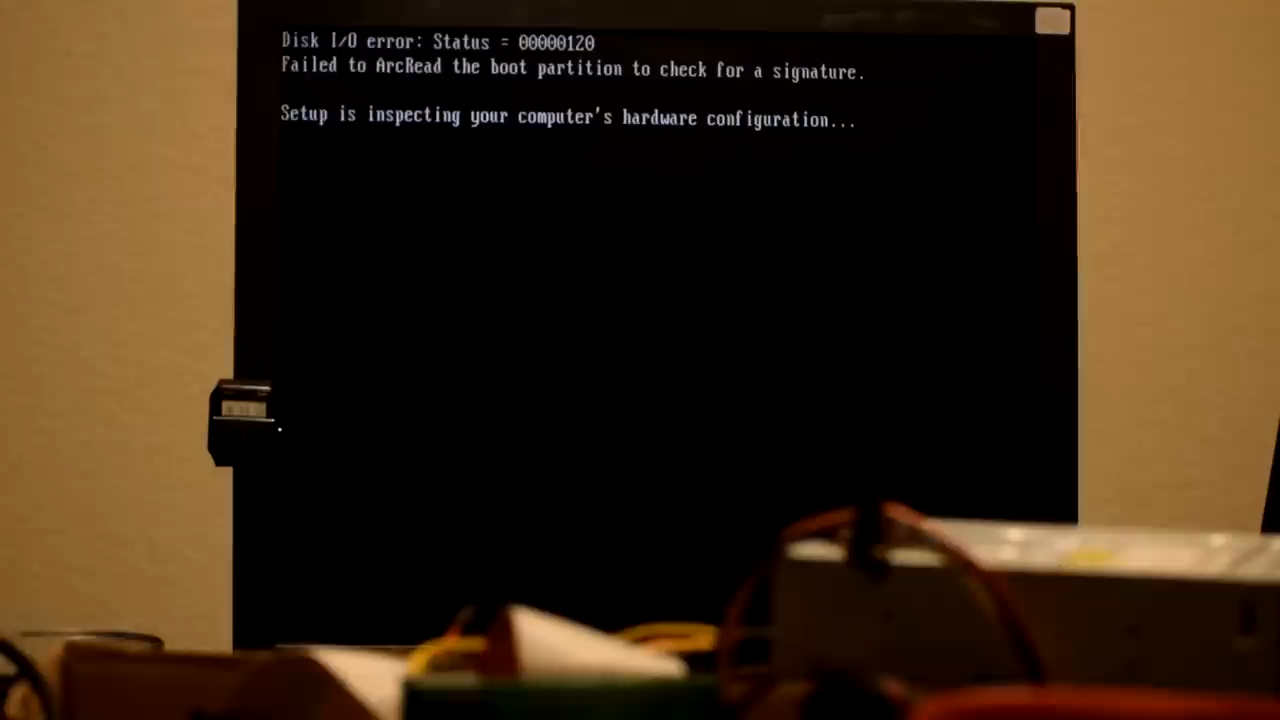 Disk I/O error: Status = 00000120
Failed to ArcRead the boot partition to check for a signature.
Setup is inspecting your computer's hardware configuration...